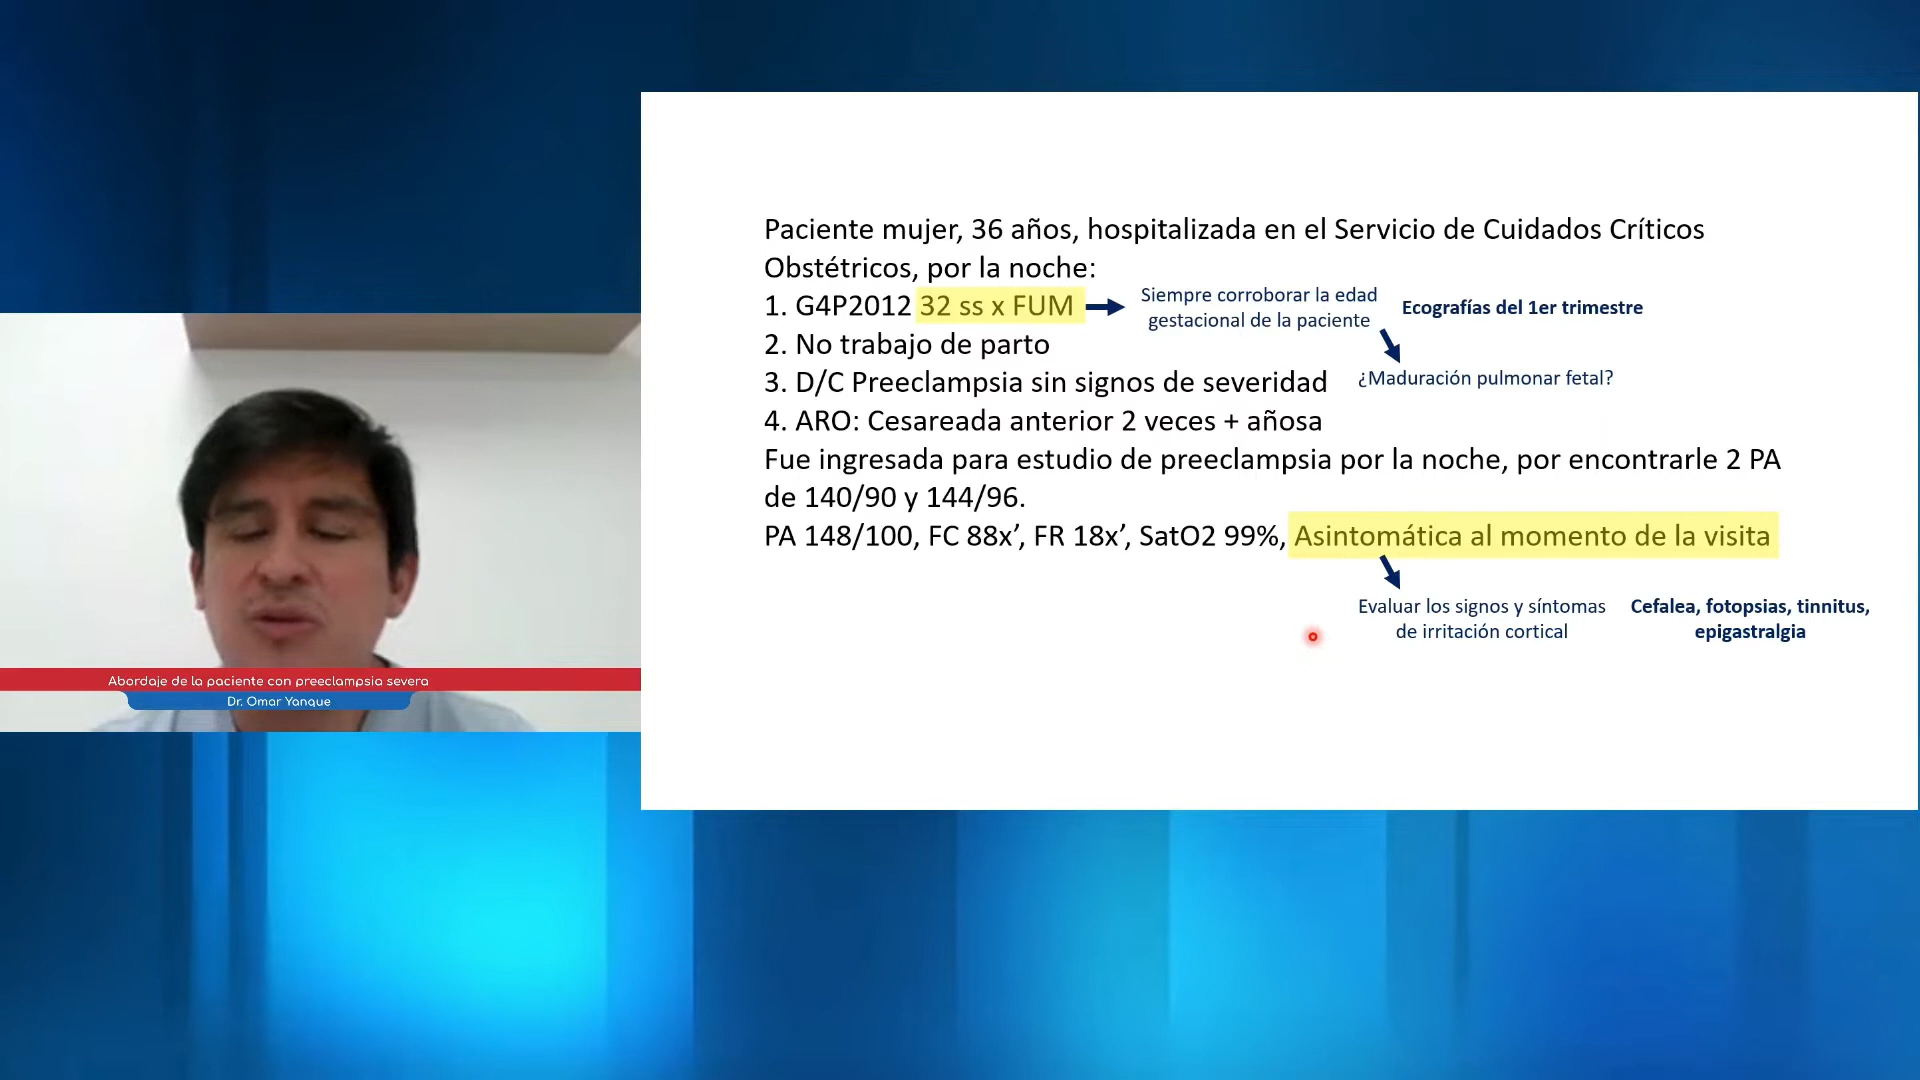 Paciente mujer, 36 años, hospitalizada en el Servicio de Cuidados Críticos
Obstétricos, por la noche:
1. G4P2012 32 ss x FUM
Siempre corroborar la edad
gestacional de la paciente
Ecografías del 1er trimestre
2. No trabajo de parto
3. D/C Preeclampsia sin signos de severidad
¿Maduración pulmonar fetal?
4. ARO: Cesareada anterior 2 veces + añosa
Fue ingresada para estudio de preeclampsia por la noche, por encontrarle 2 PA
de 140/90 y 144/96.
PA 148/100, FC 88x’, FR 18x’, SatO2 99%, Asintomática al momento de la visita
Evaluar los signos y síntomas
de irritación cortical
Cefalea, fotopsias, tinnitus,
epigastralgia
Abordaje de la paciente con preeclampsia severa
Dr. Omar Yanque